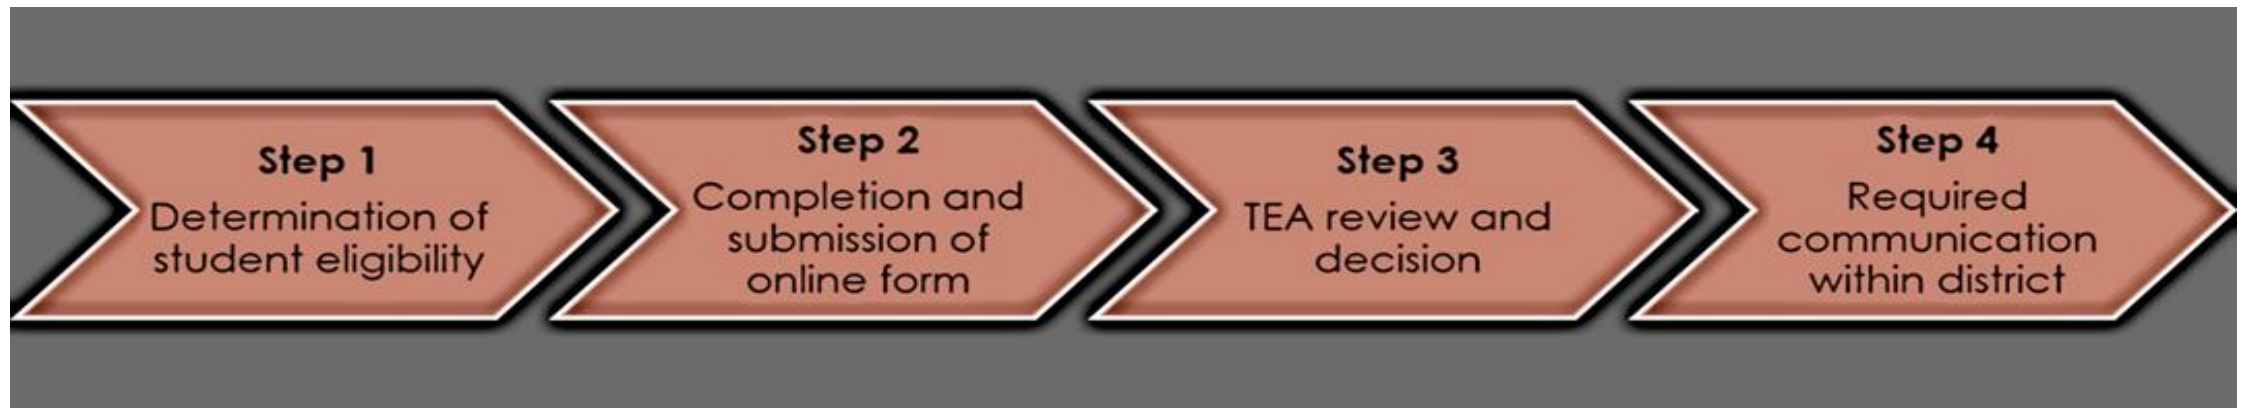 Step 1
Determination of
student eligibility
Step 2
Completion and
submission of
online form
Step 3
TEA review and
decision
Step 4
Required
communication
within district